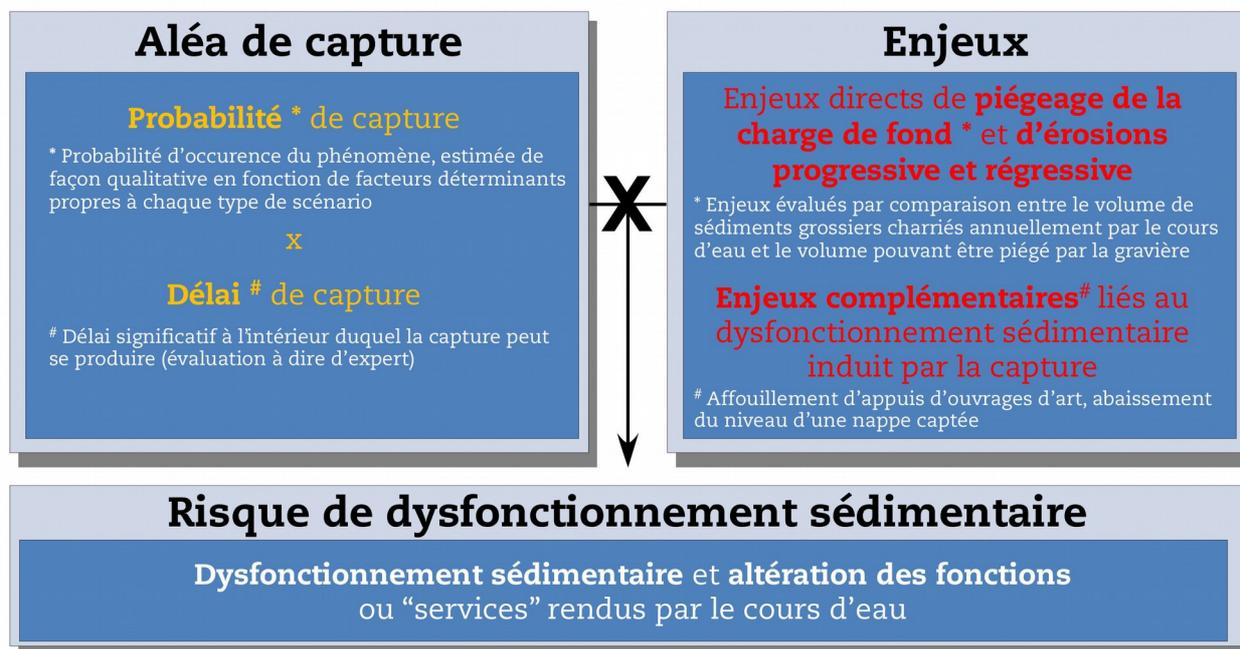 Aléa de capture
Probabilité * de capture
* Probabilité d'occurence du phénomène, estimée de
façon qualitative en fonction de facteurs déterminants
propres à chaque type de scénario
x
Délai # de capture
# Délai significatif à l'intérieur duquel la capture peut
se produire (évaluation à dire d'expert)
X
Enjeux
Enjeux directs de piégeage de la
charge de fond * et d'érosions
progressive et régressive
* Enjeux évalués par comparaison entre le volume de
sédiments grossiers charriés annuellement par le cours
d'eau et le volume pouvant être piégé par la gravière
Enjeux complémentaires# liés au
dysfonctionnement sédimentaire
induit par la capture
# Affouillement d'appuis d'ouvrages d'art, abaissement
du niveau d'une nappe captée
Risque de dysfonctionnement sédimentaire
Dysfonctionnement sédimentaire et altération des fonctions
ou “services” rendus par le cours d'eau